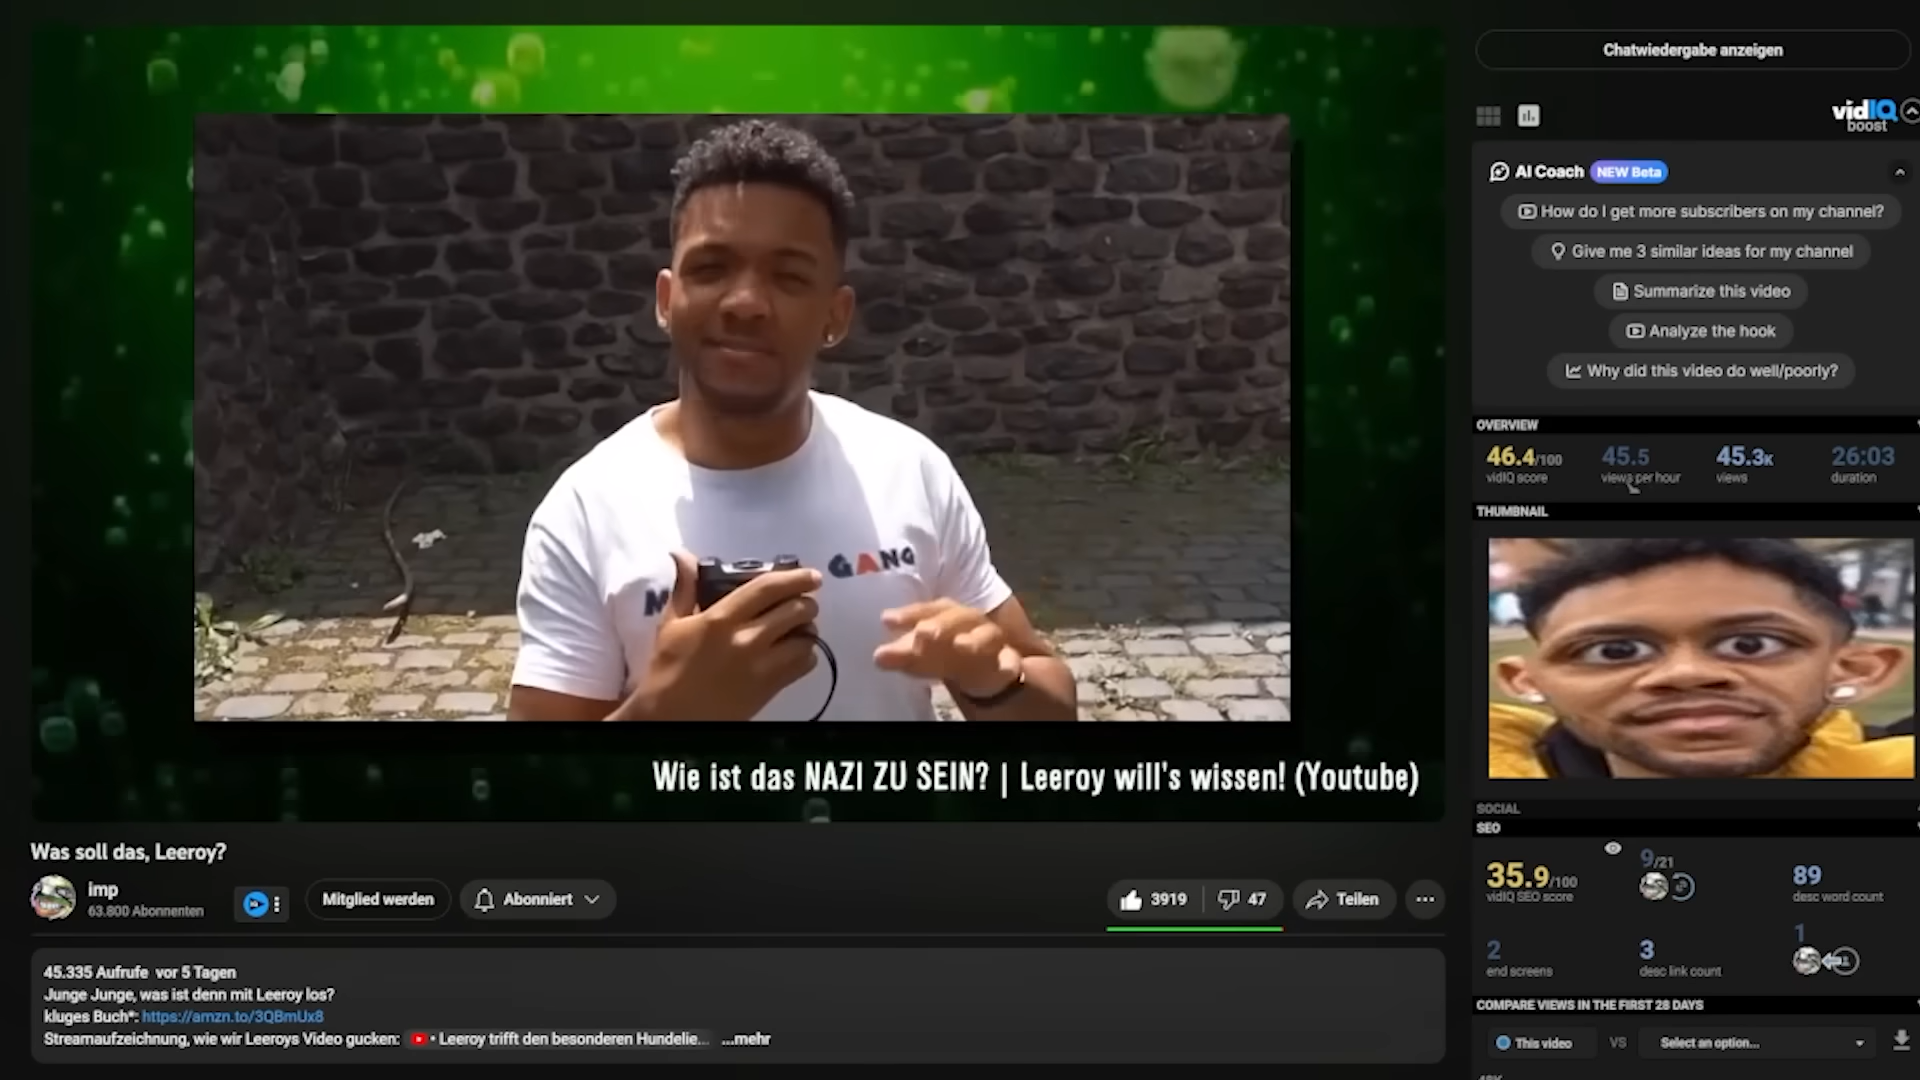 M GANG
Wie ist das NAZI ZU SEIN? | Leeroy will's wissen! (Youtube)
Was soll das, Leeroy?
imp
63.800 Abonnenten
Mitglied werden
Abonniert
3919
47
Teilen
45.335 Aufrufe vor 5 Tagen
Junge Junge, was ist denn mit Leeroy los?
kluges Buch*: https://amzn.to/3QBmUx8
Streamaufzeichnung, wie wir Leeroys Video gucken: • Leeroy trifft den besonderen Hundelie... ...mehr
Chatwiedergabe anzeigen
vidIQ
boost
AI Coach NEW Beta
How do I get more subscribers on my channel?
Give me 3 similar ideas for my channel
Summarize this video
Analyze the hook
Why did this video do well/poorly?
OVERVIEW
46.4/100 45.5 45.3K 26:03
vidIQ score views per hour views duration
THUMBNAIL
SOCIAL
SEO
35.9/100 9/21 89
vidIQ SEO score desc word count
2 3 1
end screens desc link count
COMPARE VIEWS IN THE FIRST 28 DAYS
This video VS Select an option...